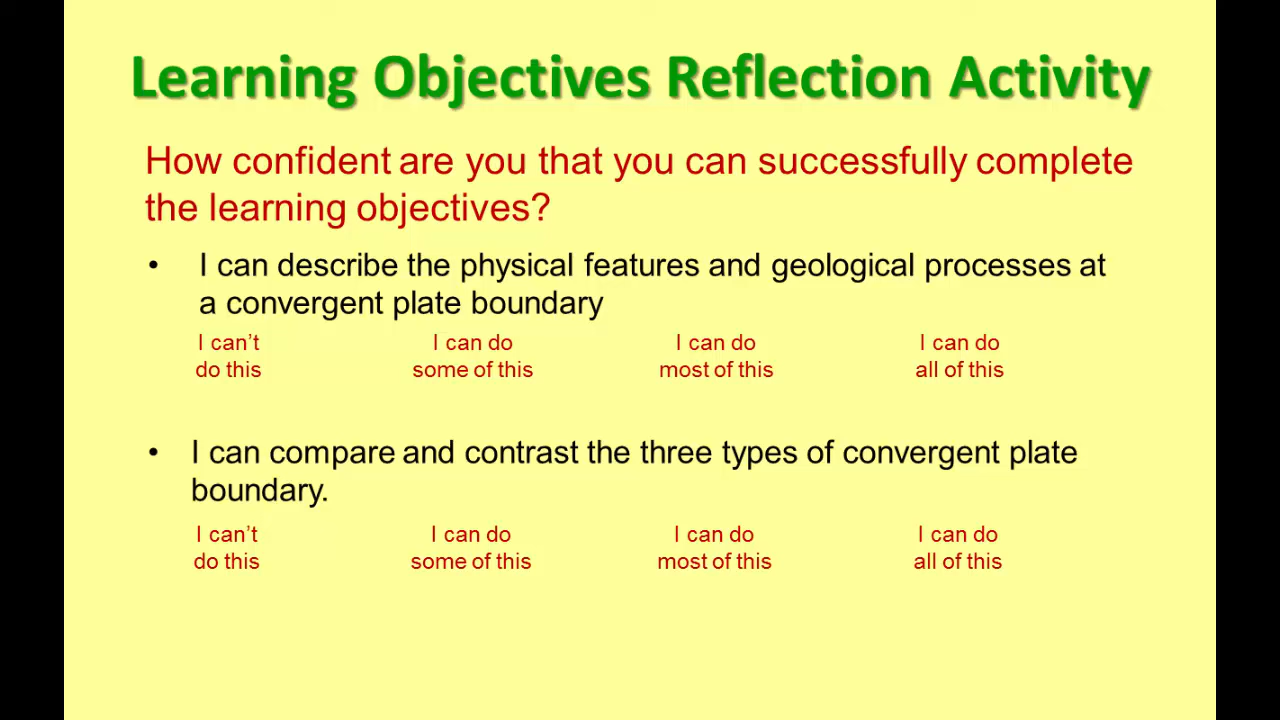 Learning Objectives Reflection Activity
How confident are you that you can successfully complete
the learning objectives?
• I can describe the physical features and geological processes at
a convergent plate boundary
I can't I can do I can do I can do
do this some of this most of this all of this
• I can compare and contrast the three types of convergent plate
boundary.
I can't I can do I can do I can do
do this some of this most of this all of this